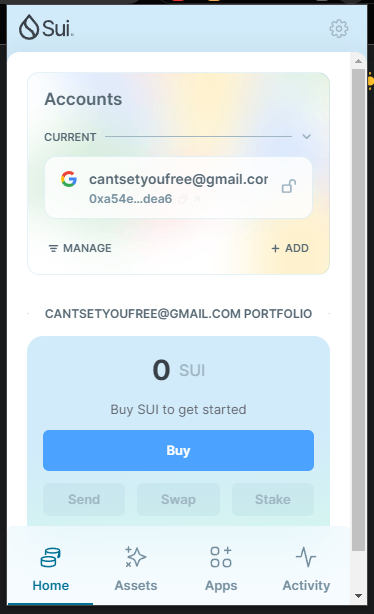 Sui
Accounts
CURRENT
cantsetyoufree@gmail.cor
0xa54e…dea6
MANAGE
+ ADD
CANTSETYOUFREE@GMAIL.COM PORTFOLIO
0 SUI
Buy SUI to get started
Buy
Send Swap Stake
Home Assets Apps Activity